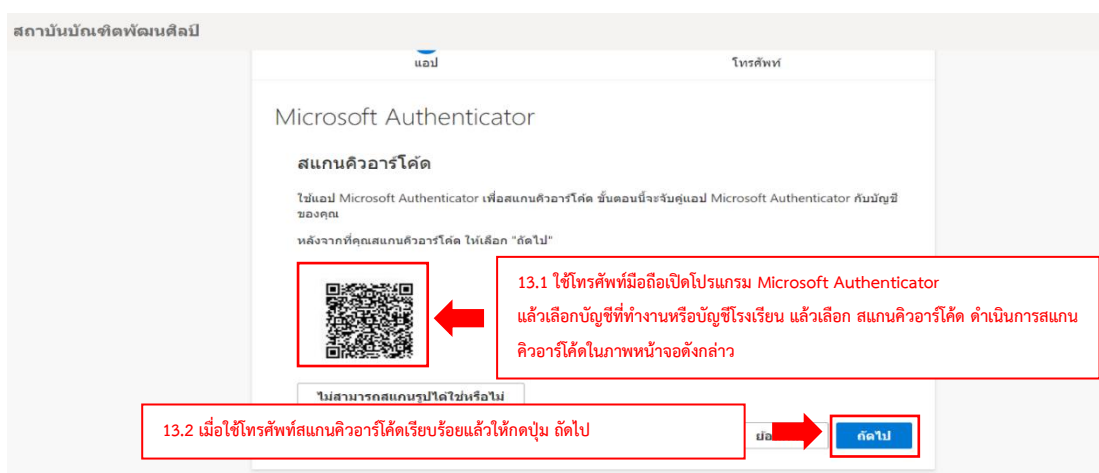 สถาบันบัณฑิตพัฒนศิลป์
แอป
โทรศัพท์
Microsoft Authenticator
สแกนคิวอาร์โค้ด
ใช้แอป Microsoft Authenticator เพื่อสแกนคิวอาร์โค้ด ขั้นตอนนี้จะจับคู่แอป Microsoft Authenticator กับบัญชี
ของคุณ
หลังจากที่คุณสแกนคิวอาร์โค้ด ให้เลือก "ถัดไป"
13.1 ใช้โทรศัพท์มือถือเปิดโปรแกรม Microsoft Authenticator
แล้วเลือกบัญชีที่ทำงานหรือบัญชีโรงเรียน แล้วเลือก สแกนคิวอาร์โค้ด ดำเนินการสแกน
คิวอาร์โค้ดในภาพหน้าจอดังกล่าว
ไม่สามารถสแกนรูปได้ใช่หรือไม่
13.2 เมื่อใช้โทรศัพท์สแกนคิวอาร์โค้ดเรียบร้อยแล้วให้กดปุ่ม ถัดไป
ถัดไป